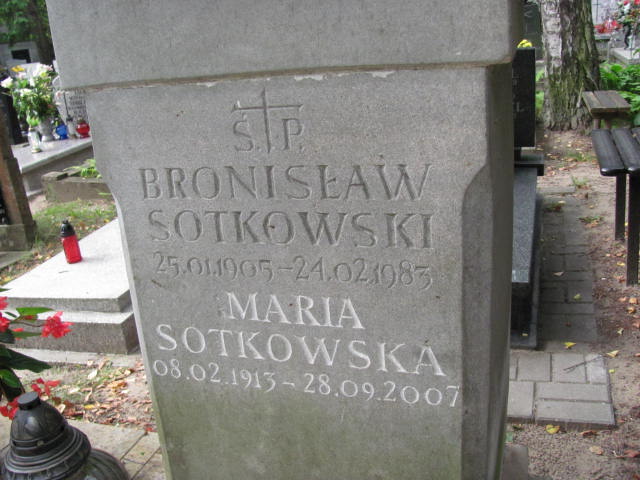 Ś.P.
BRONISŁAW
SOTKOWSKI
25.01.1905 - 24.02.1983
MARIA
SOTKOWSKA
08.02.1913 - 28.09.2007